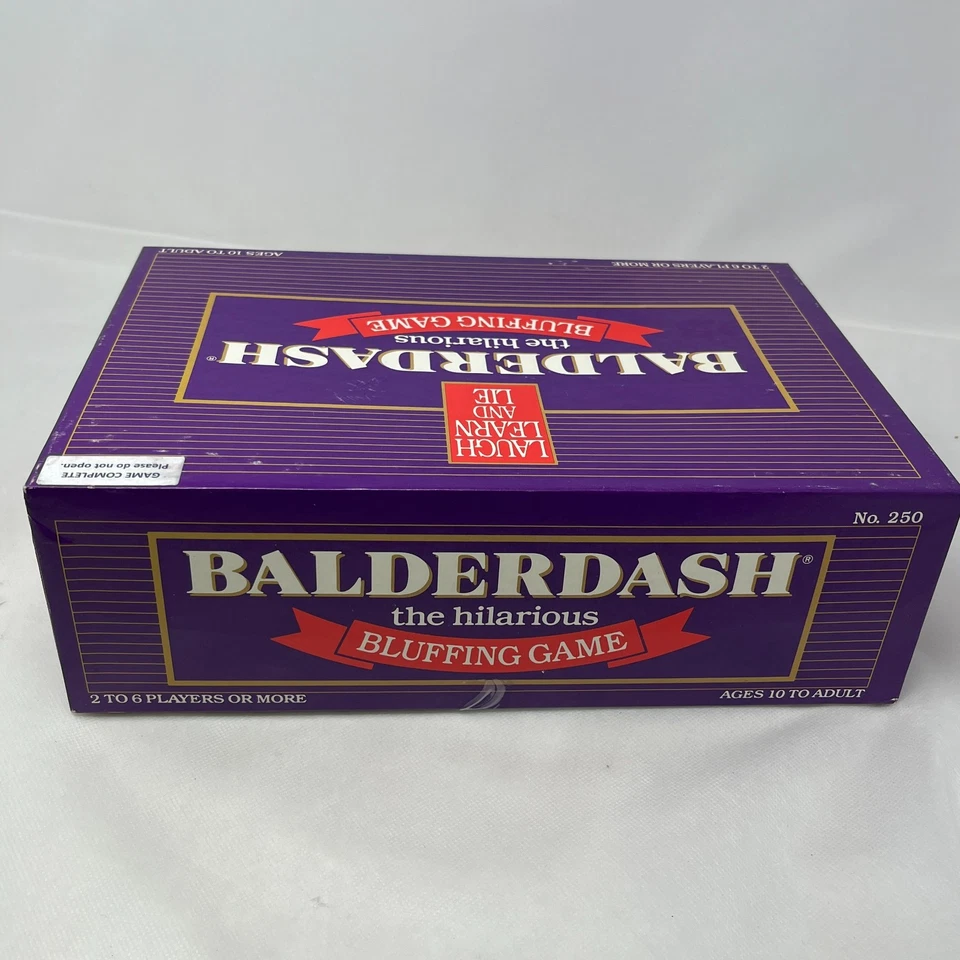 AGES 10 TO ADULT
2 TO 6 PLAYERS OR MORE
LAUGH
LEARN
AND
LIE
BALDERDASH®
the hilarious
BLUFFING GAME
GAME COMPLETE
Please do not open.
No. 250
BALDERDASH®
the hilarious
BLUFFING GAME
2 TO 6 PLAYERS OR MORE
AGES 10 TO ADULT